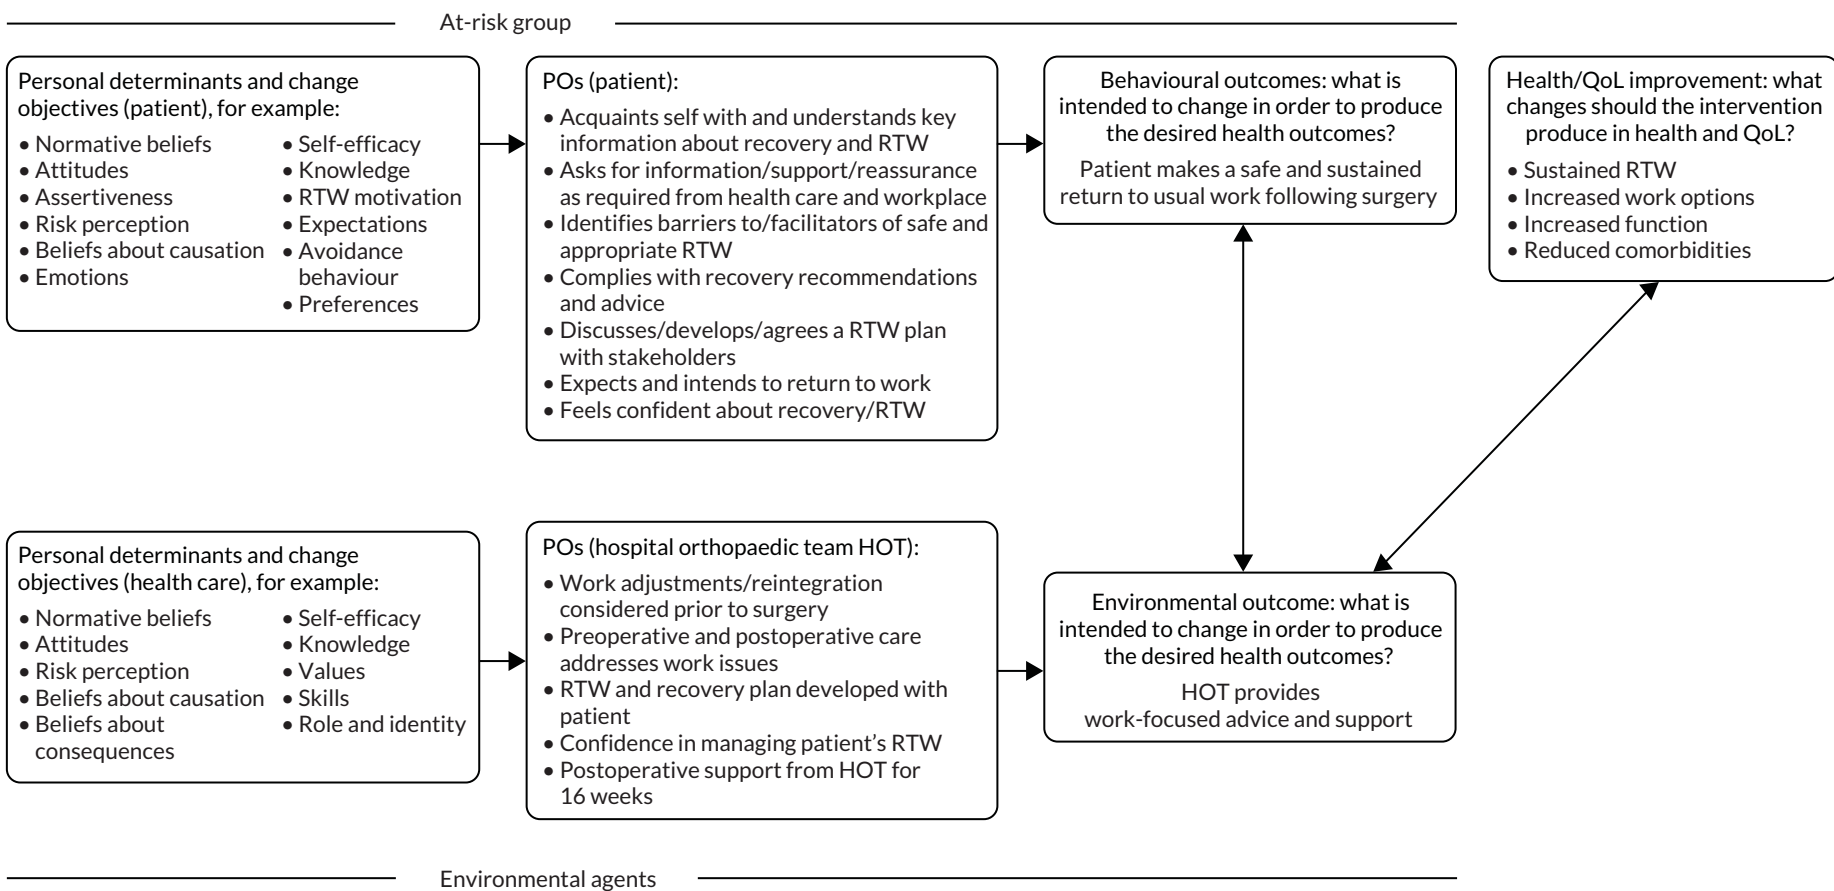 At-risk group
Personal determinants and change
objectives (patient), for example:
• Normative beliefs
• Attitudes
• Assertiveness
• Risk perception
• Beliefs about causation
• Emotions
• Self-efficacy
• Knowledge
• RTW motivation
• Expectations
• Avoidance
behaviour
• Preferences
POs (patient):
• Acquaints self with and understands key
information about recovery and RTW
• Asks for information/support/reassurance
as required from health care and workplace
• Identifies barriers to/facilitators of safe and
appropriate RTW
• Complies with recovery recommendations
and advice
• Discusses/develops/agrees a RTW plan
with stakeholders
• Expects and intends to return to work
• Feels confident about recovery/RTW
Behavioural outcomes: what is
intended to change in order to produce
the desired health outcomes?
Patient makes a safe and sustained
return to usual work following surgery
Health/QoL improvement: what
changes should the intervention
produce in health and QoL?
• Sustained RTW
• Increased work options
• Increased function
• Reduced comorbidities
Personal determinants and change
objectives (health care), for example:
• Normative beliefs
• Attitudes
• Risk perception
• Beliefs about causation
• Beliefs about
consequences
• Self-efficacy
• Knowledge
• Values
• Skills
• Role and identity
POs (hospital orthopaedic team HOT):
• Work adjustments/reintegration
considered prior to surgery
• Preoperative and postoperative care
addresses work issues
• RTW and recovery plan developed with
patient
• Confidence in managing patient’s RTW
• Postoperative support from HOT for
16 weeks
Environmental outcome: what is
intended to change in order to produce
the desired health outcomes?
HOT provides
work-focused advice and support
Environmental agents